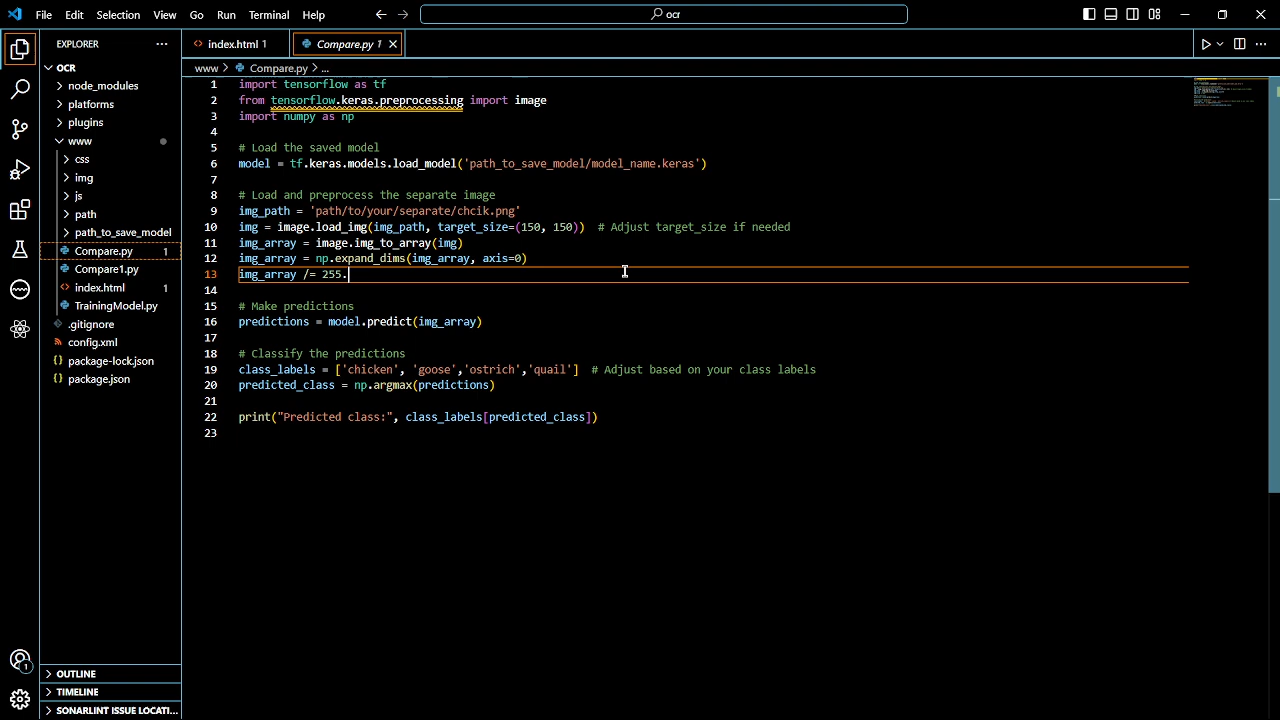 File Edit Selection View Go Run Terminal Help
ocr
EXPLORER ...
index.html 1
Compare.py 1
OCR
www > Compare.py > ...
node_modules
platforms
plugins
www
css
img
js
path
path_to_save_model
Compare.py 1
Compare1.py
index.html 1
TrainingModel.py
.gitignore
config.xml
package-lock.json
package.json
1 import tensorflow as tf
2 from tensorflow.keras.preprocessing import image
3 import numpy as np
4
5 # Load the saved model
6 model = tf.keras.models.load_model('path_to_save_model/model_name.keras')
7
8 # Load and preprocess the separate image
9 img_path = 'path/to/your/separate/chcik.png'
10 img = image.load_img(img_path, target_size=(150, 150))  # Adjust target_size if needed
11 img_array = image.img_to_array(img)
12 img_array = np.expand_dims(img_array, axis=0)
13 img_array /= 255.
14
15 # Make predictions
16 predictions = model.predict(img_array)
17
18 # Classify the predictions
19 class_labels = ['chicken', 'goose','ostrich','quail']  # Adjust based on your class labels
20 predicted_class = np.argmax(predictions)
21
22 print("Predicted class:", class_labels[predicted_class])
23
1
OUTLINE
TIMELINE
SONARLINT ISSUE LOCATI...